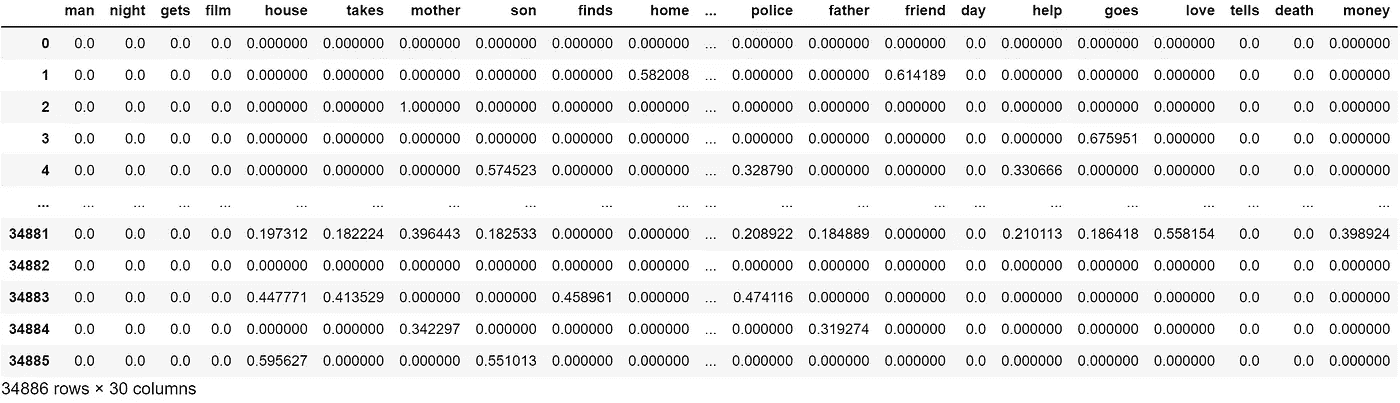 man night gets film house takes mother son finds home ... police father friend day help goes love tells death money
0 0.0 0.0 0.0 0.0 0.000000 0.000000 0.000000 0.000000 0.000000 0.000000 ... 0.000000 0.000000 0.000000 0.0 0.000000 0.000000 0.000000 0.0 0.0 0.000000
1 0.0 0.0 0.0 0.0 0.000000 0.000000 0.000000 0.000000 0.000000 0.582008 ... 0.000000 0.000000 0.614189 0.0 0.000000 0.000000 0.000000 0.0 0.0 0.000000
2 0.0 0.0 0.0 0.0 0.000000 0.000000 1.000000 0.000000 0.000000 0.000000 ... 0.000000 0.000000 0.000000 0.0 0.000000 0.000000 0.000000 0.0 0.0 0.000000
3 0.0 0.0 0.0 0.0 0.000000 0.000000 0.000000 0.000000 0.000000 0.000000 ... 0.000000 0.000000 0.000000 0.0 0.000000 0.675951 0.000000 0.0 0.0 0.000000
4 0.0 0.0 0.0 0.0 0.000000 0.000000 0.000000 0.574523 0.000000 0.000000 ... 0.328790 0.000000 0.000000 0.0 0.330666 0.000000 0.000000 0.0 0.0 0.000000
... ... ... ... ... ... ... ... ... ... ... ... ... ... ... ... ... ... ... ... ... ...
34881 0.0 0.0 0.0 0.0 0.197312 0.182224 0.396443 0.182533 0.000000 0.000000 ... 0.208922 0.184889 0.000000 0.0 0.210113 0.186418 0.558154 0.0 0.0 0.398924
34882 0.0 0.0 0.0 0.0 0.000000 0.000000 0.000000 0.000000 0.000000 0.000000 ... 0.000000 0.000000 0.000000 0.0 0.000000 0.000000 0.000000 0.0 0.0 0.000000
34883 0.0 0.0 0.0 0.0 0.447771 0.413529 0.000000 0.000000 0.458961 0.000000 ... 0.474116 0.000000 0.000000 0.0 0.000000 0.000000 0.000000 0.0 0.0 0.000000
34884 0.0 0.0 0.0 0.0 0.000000 0.000000 0.342297 0.000000 0.000000 0.000000 ... 0.000000 0.319274 0.000000 0.0 0.000000 0.000000 0.000000 0.0 0.0 0.000000
34885 0.0 0.0 0.0 0.0 0.595627 0.000000 0.000000 0.551013 0.000000 0.000000 ... 0.000000 0.000000 0.000000 0.0 0.000000 0.000000 0.000000 0.0 0.0 0.000000
34886 rows × 30 columns